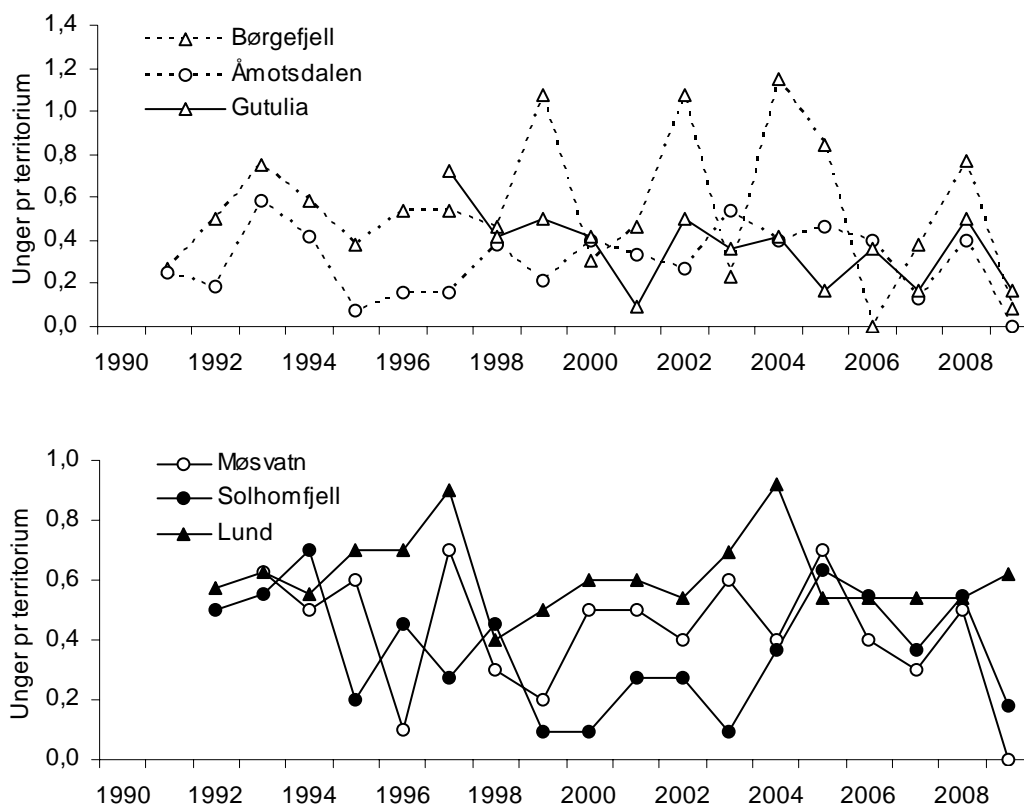 1,4
1,2
1,0
0,8
0,6
0,4
0,2
0,0
Unger pr territorium
Børgefjell
Åmotsdalen
Gutulia
1990 1992 1994 1996 1998 2000 2002 2004 2006 2008
1,0
0,8
0,6
0,4
0,2
0,0
Unger pr territorium
Møsvatn
Solhomfjell
Lund
1990 1992 1994 1996 1998 2000 2002 2004 2006 2008